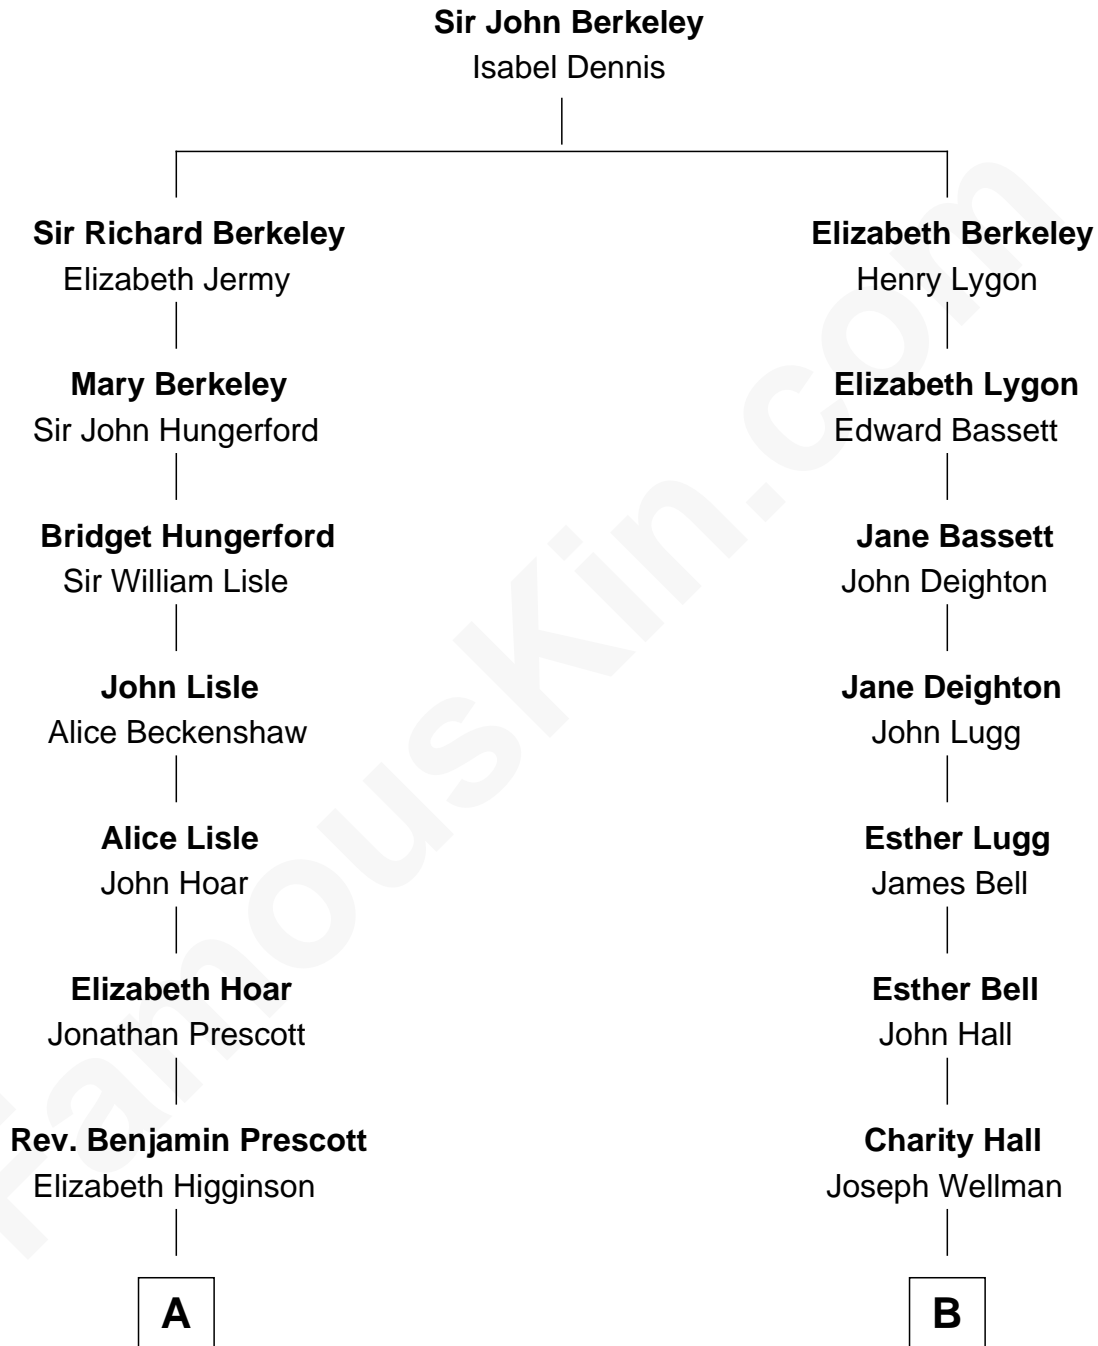 Sir John Berkeley
Isabel Dennis
Sir Richard Berkeley
Elizabeth Jermy
Mary Berkeley
Sir John Hungerford
Bridget Hungerford
Sir William Lisle
John Lisle
Alice Beckenshaw
Alice Lisle
John Hoar
Elizabeth Hoar
Jonathan Prescott
Rev. Benjamin Prescott
Elizabeth Higginson
A
Elizabeth Berkeley
Henry Lygon
Elizabeth Lygon
Edward Bassett
Jane Bassett
John Deighton
Jane Deighton
John Lugg
Esther Lugg
James Bell
Esther Bell
John Hall
Charity Hall
Joseph Wellman
B
FamousKin.com